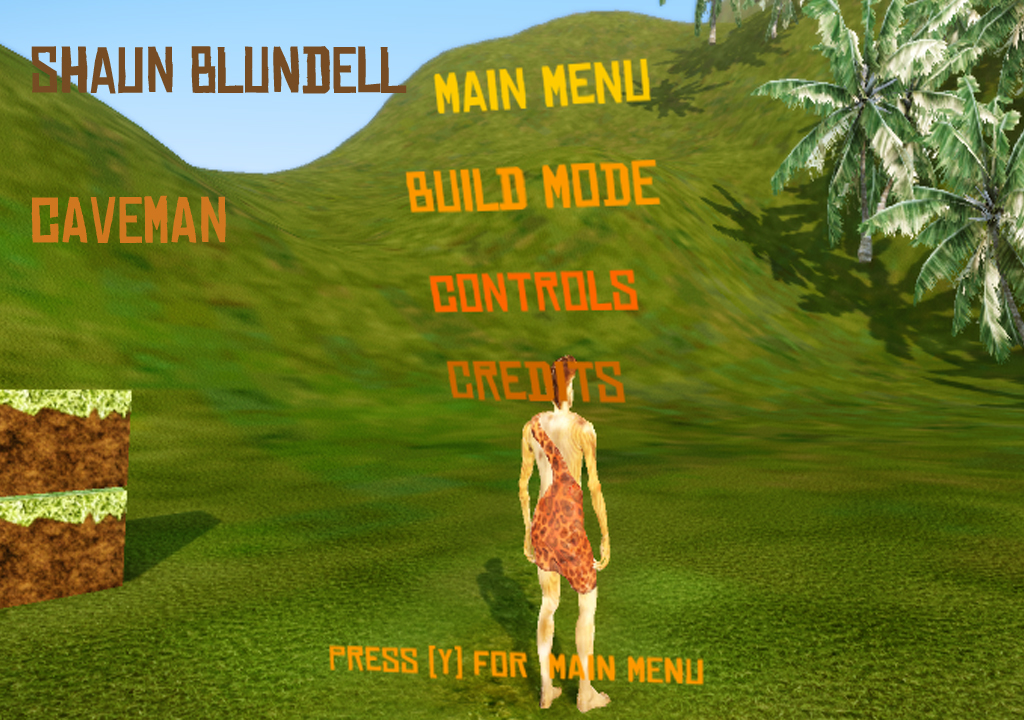 SHAUN BLUNDELL
CAVEMAN
MAIN MENU
BUILD MODE
CONTROLS
CREDITS
PRESS [Y] FOR MAIN MENU